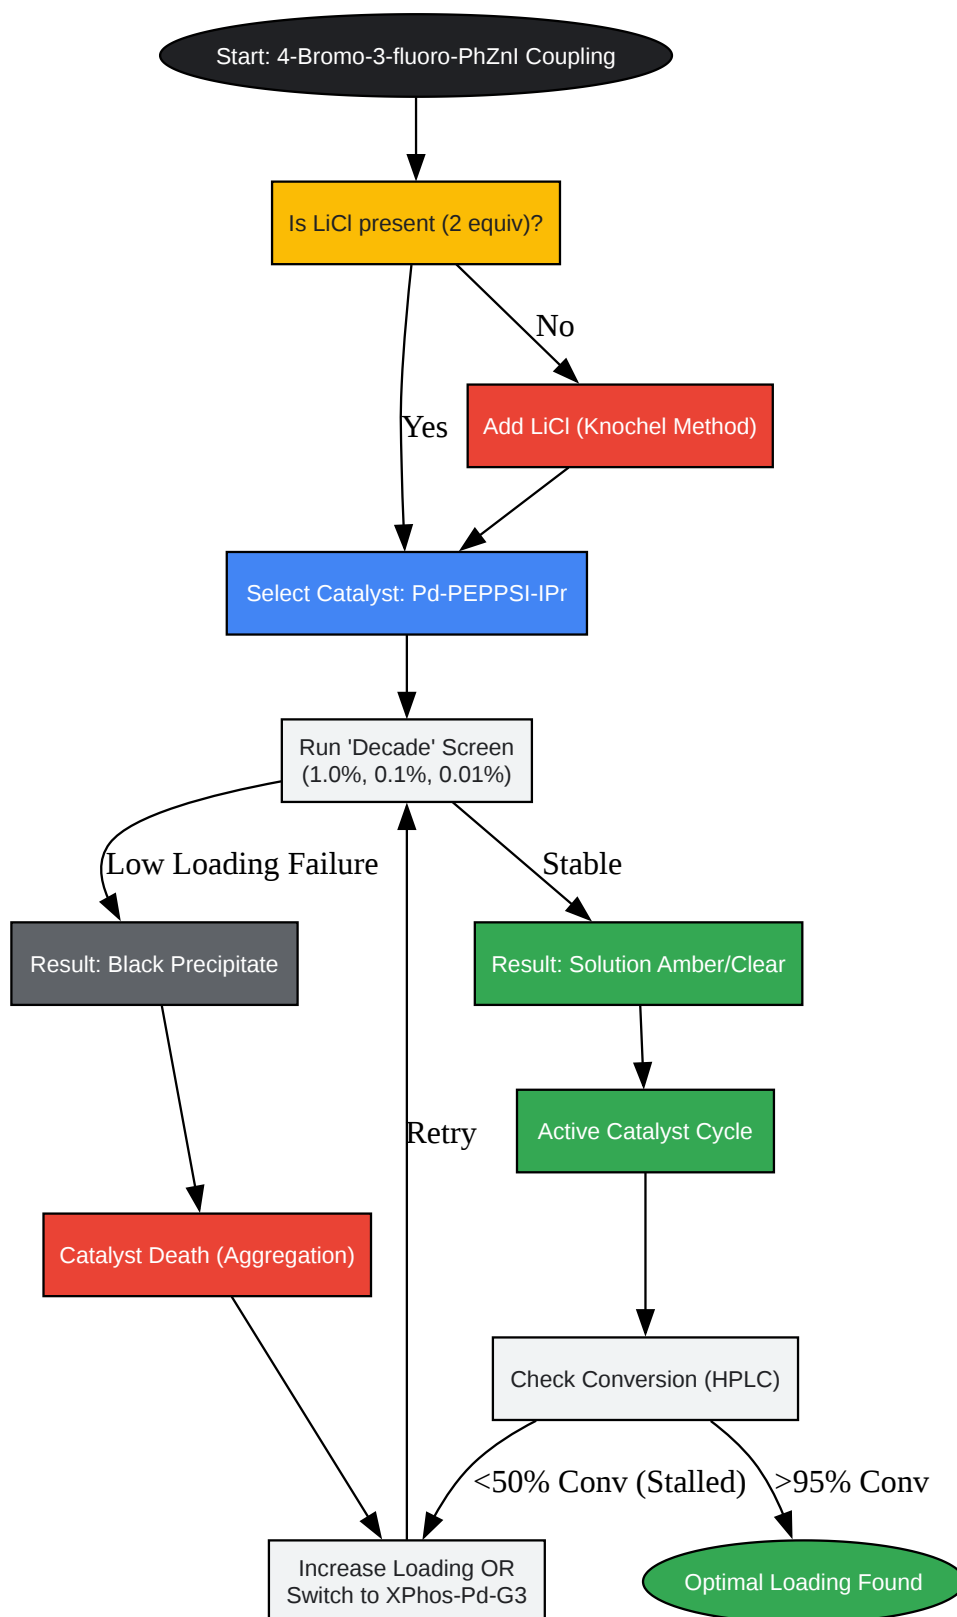 Start: 4-Bromo-3-fluoro-PhZnI Coupling
Is LiCl present (2 equiv)?
No
Yes
Add LiCl (Knochel Method)
Select Catalyst: Pd-PEPPSI-IPr
Run 'Decade' Screen
(1.0%, 0.1%, 0.01%)
Low Loading Failure
Stable
Result: Black Precipitate
Result: Solution Amber/Clear
Active Catalyst Cycle
Retry
Catalyst Death (Aggregation)
Check Conversion (HPLC)
<50% Conv (Stalled)
>95% Conv
Increase Loading OR
Switch to XPhos-Pd-G3
Optimal Loading Found